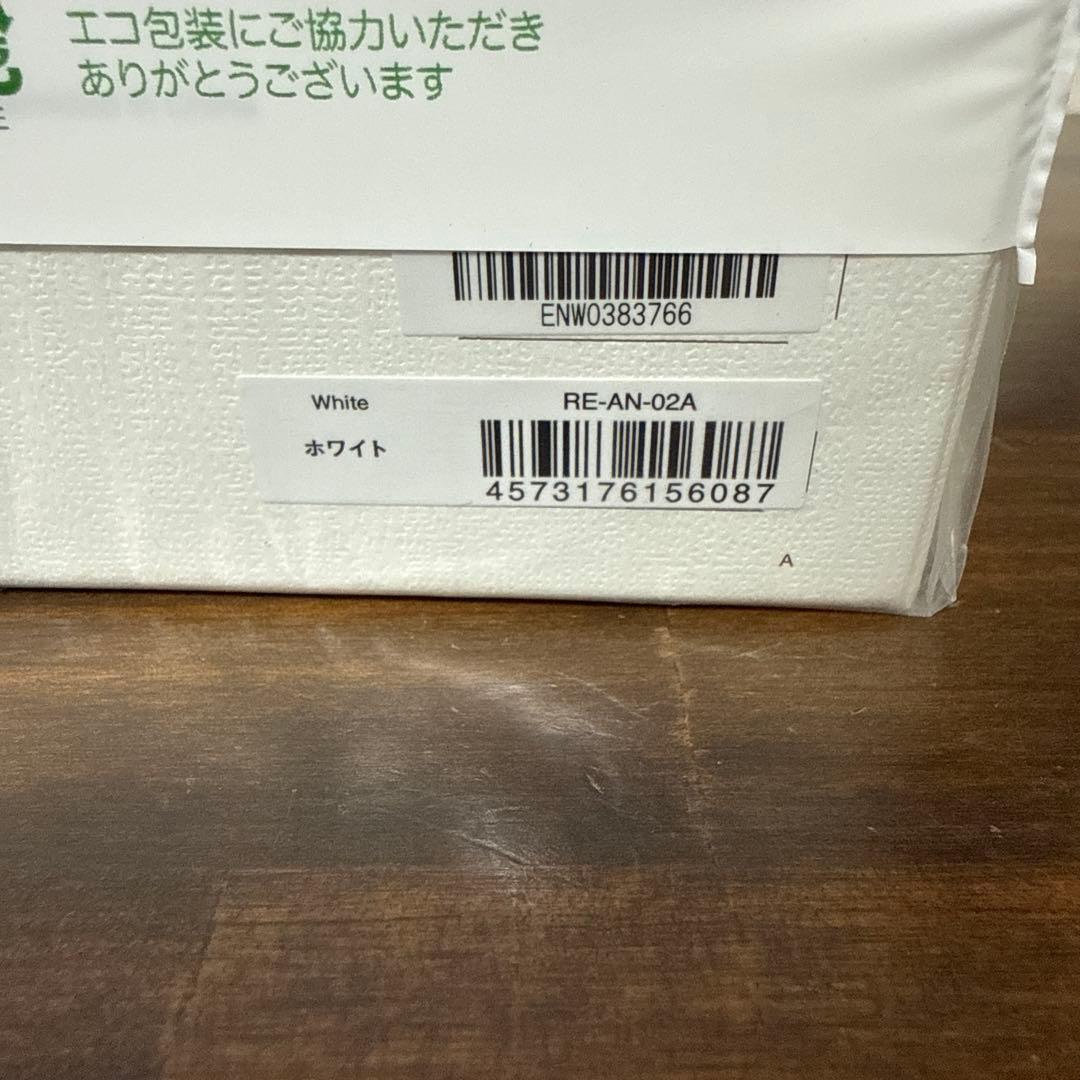 エコ包装にご協力いただき
ありがとうございます
ENW0383766
White
RE-AN-02A
ホワイト
4573176156087
A